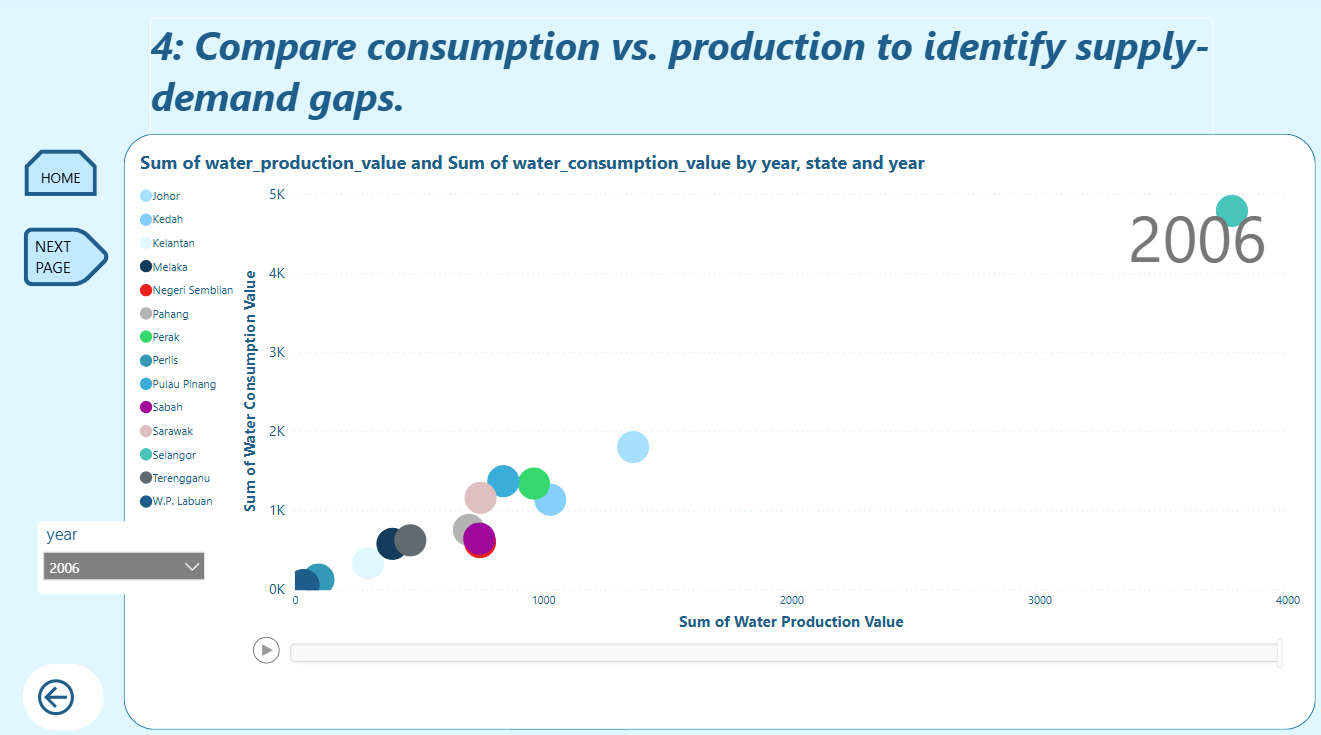 4: Compare consumption vs. production to identify supply-
demand gaps.
HOME
NEXT
PAGE
Sum of water_production_value and Sum of water_consumption_value by year, state and year
Johor
Kedah
Kelantan
Melaka
Negeri Sembilan
Pahang
Perak
Perlis
Pulau Pinang
Sabah
Sarawak
Selangor
Terengganu
W.P. Labuan
Sum of Water Consumption Value
5K
4K
3K
2K
1K
0K
2006
0
1000
2000
3000
4000
Sum of Water Production Value
year
2006